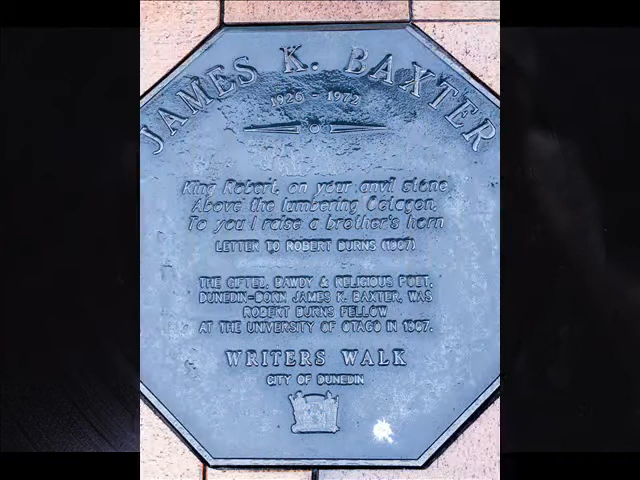 JAMES K. BAXTER
1926 - 1972
King Robert, on your anvil stone
Above the lumbering Octagon,
To you I raise a brother's horn
LETTER TO ROBERT BURNS (1967)
THE GIFTED, BAWDY & RELIGIOUS POET,
DUNEDIN-BORN JAMES K. BAXTER, WAS
ROBERT BURNS FELLOW
AT THE UNIVERSITY OF OTAGO IN 1967.
WRITERS WALK
CITY OF DUNEDIN